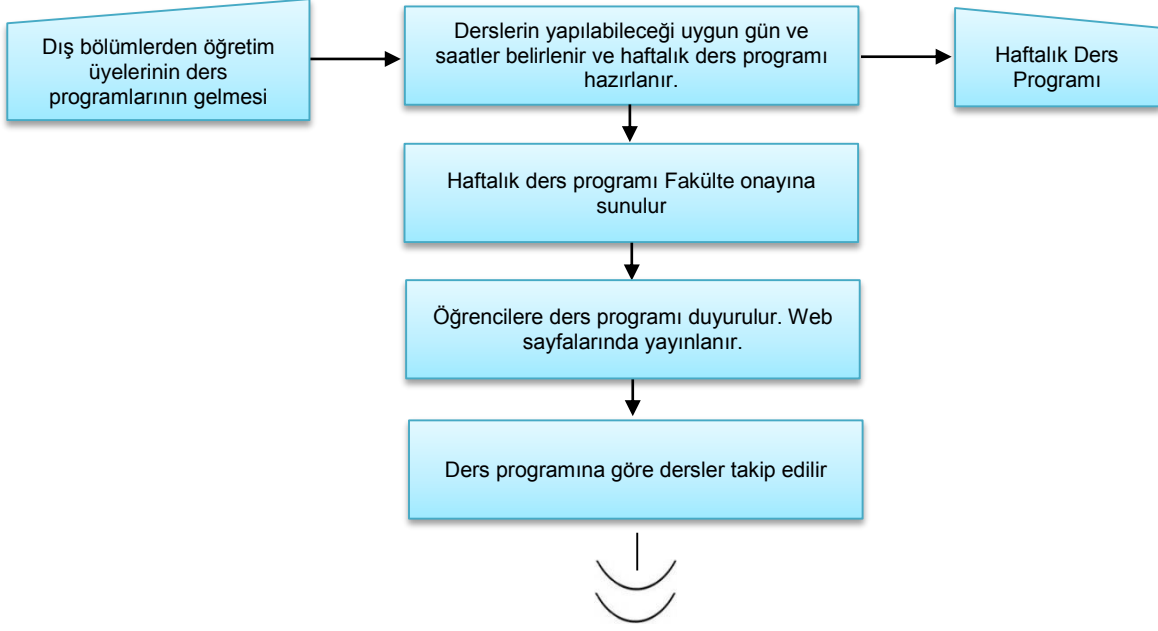 Dış bölümlerden öğretim
üyelerinin ders
programlarının gelmesi
Derslerin yapılabileceği uygun gün ve
saatler belirlenir ve haftalık ders programı
hazırlanır.
Haftalık Ders
Programı
Haftalık ders programı Fakülte onayına
sunulur
Öğrencilere ders programı duyurulur. Web
sayfalarında yayınlanır.
Ders programına göre dersler takip edilir